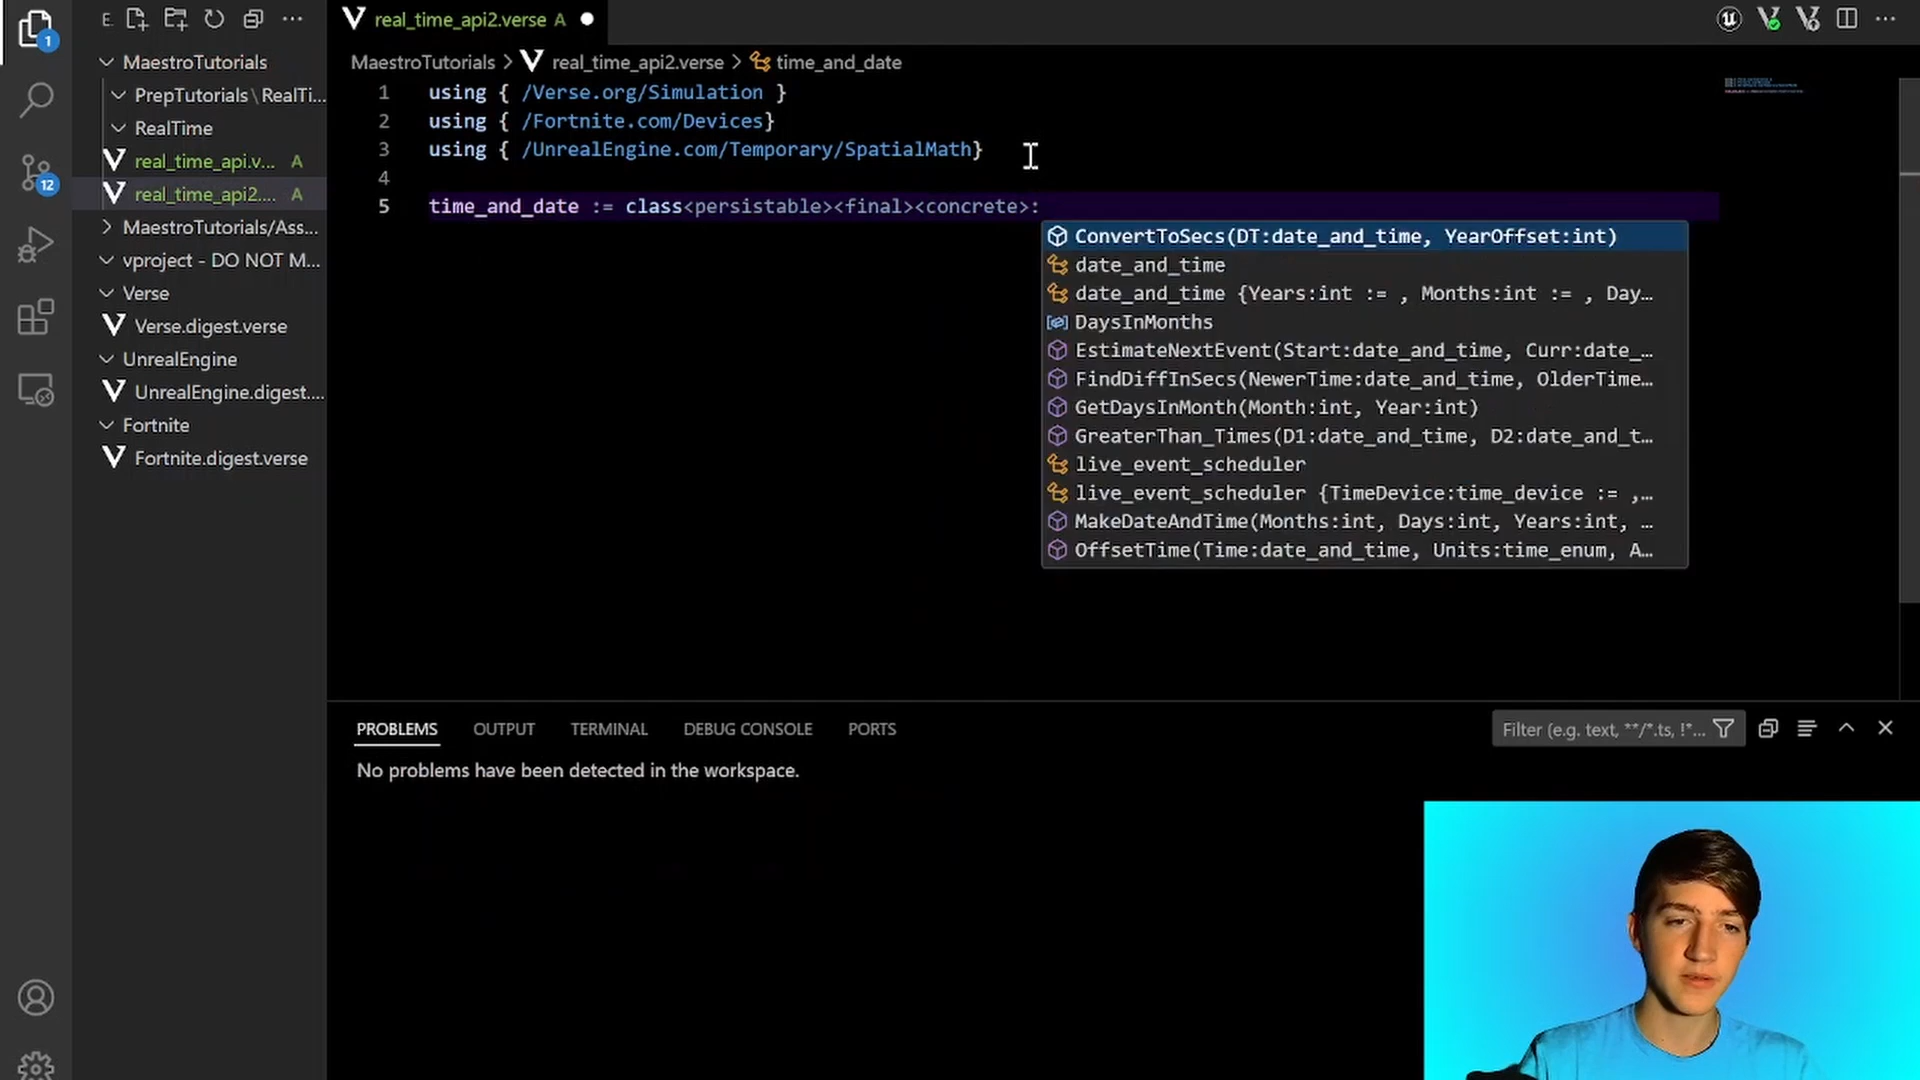 E.
real_time_api2.verse A
1
MaestroTutorials
MaestroTutorials > real_time_api2.verse > time_and_date
PrepTutorials\RealTi...
1 using { /Verse.org/Simulation }
RealTime
2 using { /Fortnite.com/Devices}
real_time_api.v... A
3 using { /UnrealEngine.com/Temporary/SpatialMath}
12
real_time_api2.... A
4
5 time_and_date := class<persistable><final><concrete>:
MaestroTutorials/Ass...
vproject - DO NOT M...
Verse
Verse.digest.verse
UnrealEngine
UnrealEngine.digest....
Fortnite
Fortnite.digest.verse
ConvertToSecs(DT:date_and_time, YearOffset:int)
date_and_time
date_and_time {Years:int := , Months:int := , Day...
DaysInMonths
EstimateNextEvent(Start:date_and_time, Curr:date_...
FindDiffInSecs(NewerTime:date_and_time, OlderTime...
GetDaysInMonth(Month:int, Year:int)
GreaterThan_Times(D1:date_and_time, D2:date_and_t...
live_event_scheduler
live_event_scheduler {TimeDevice:time_device := ,...
MakeDateAndTime(Months:int, Days:int, Years:int, ...
OffsetTime(Time:date_and_time, Units:time_enum, A...
PROBLEMS OUTPUT TERMINAL DEBUG CONSOLE PORTS
Filter (e.g. text, **/*.ts, !*...
No problems have been detected in the workspace.